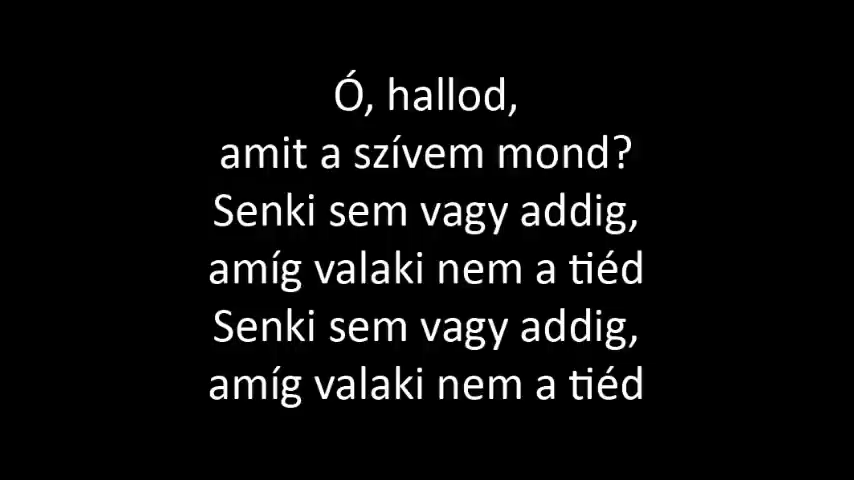 Ó, hallod,
amit a szívem mond?
Senki sem vagy addig,
amíg valaki nem a tiéd
Senki sem vagy addig,
amíg valaki nem a tiéd